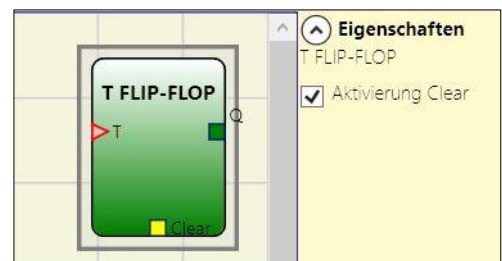 T FLIP-FLOP
T
Q
Clear
Eigenschaften
T FLIP-FLOP
Aktivierung Clear